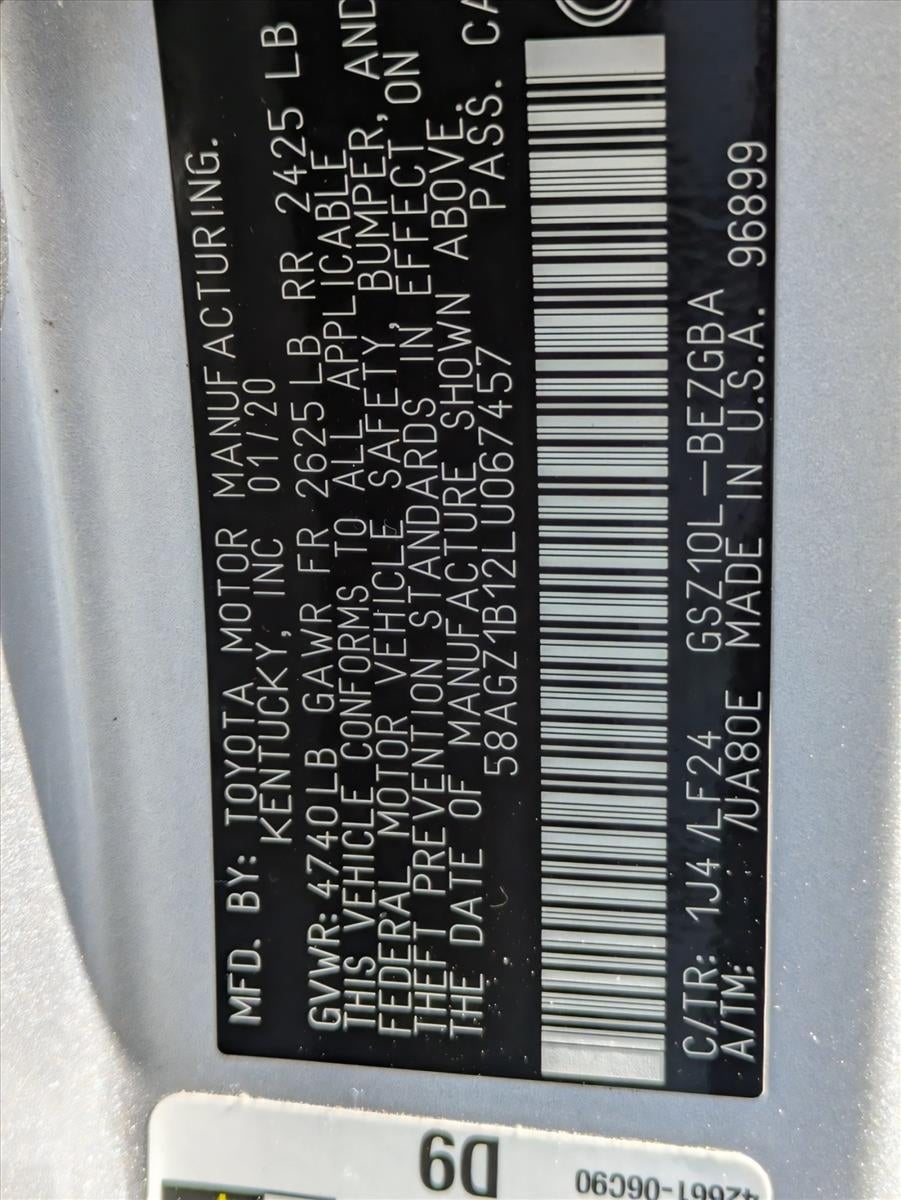 MFD. BY: TOYOTA MOTOR MANUFACTURING.
KENTUCKY, INC 01/20
GVWR: 4740LB GAWR FR 2625LB RR 2425LB
THIS VEHICLE CONFORMS TO ALL APPLICABLE
FEDERAL MOTOR VEHICLE SAFETY, BUMPER, AND
THEFT PREVENTION STANDARDS IN EFFECT ON
THE DATE OF MANUFACTURE SHOWN ABOVE.
58AGZ1B12LU067457 PASS. CA
C/TR: 1J4/LF24 GSZ10L-BEZGBA
A/TM: /UA80E MADE IN U.S.A. 96899
D9
42661-06C90